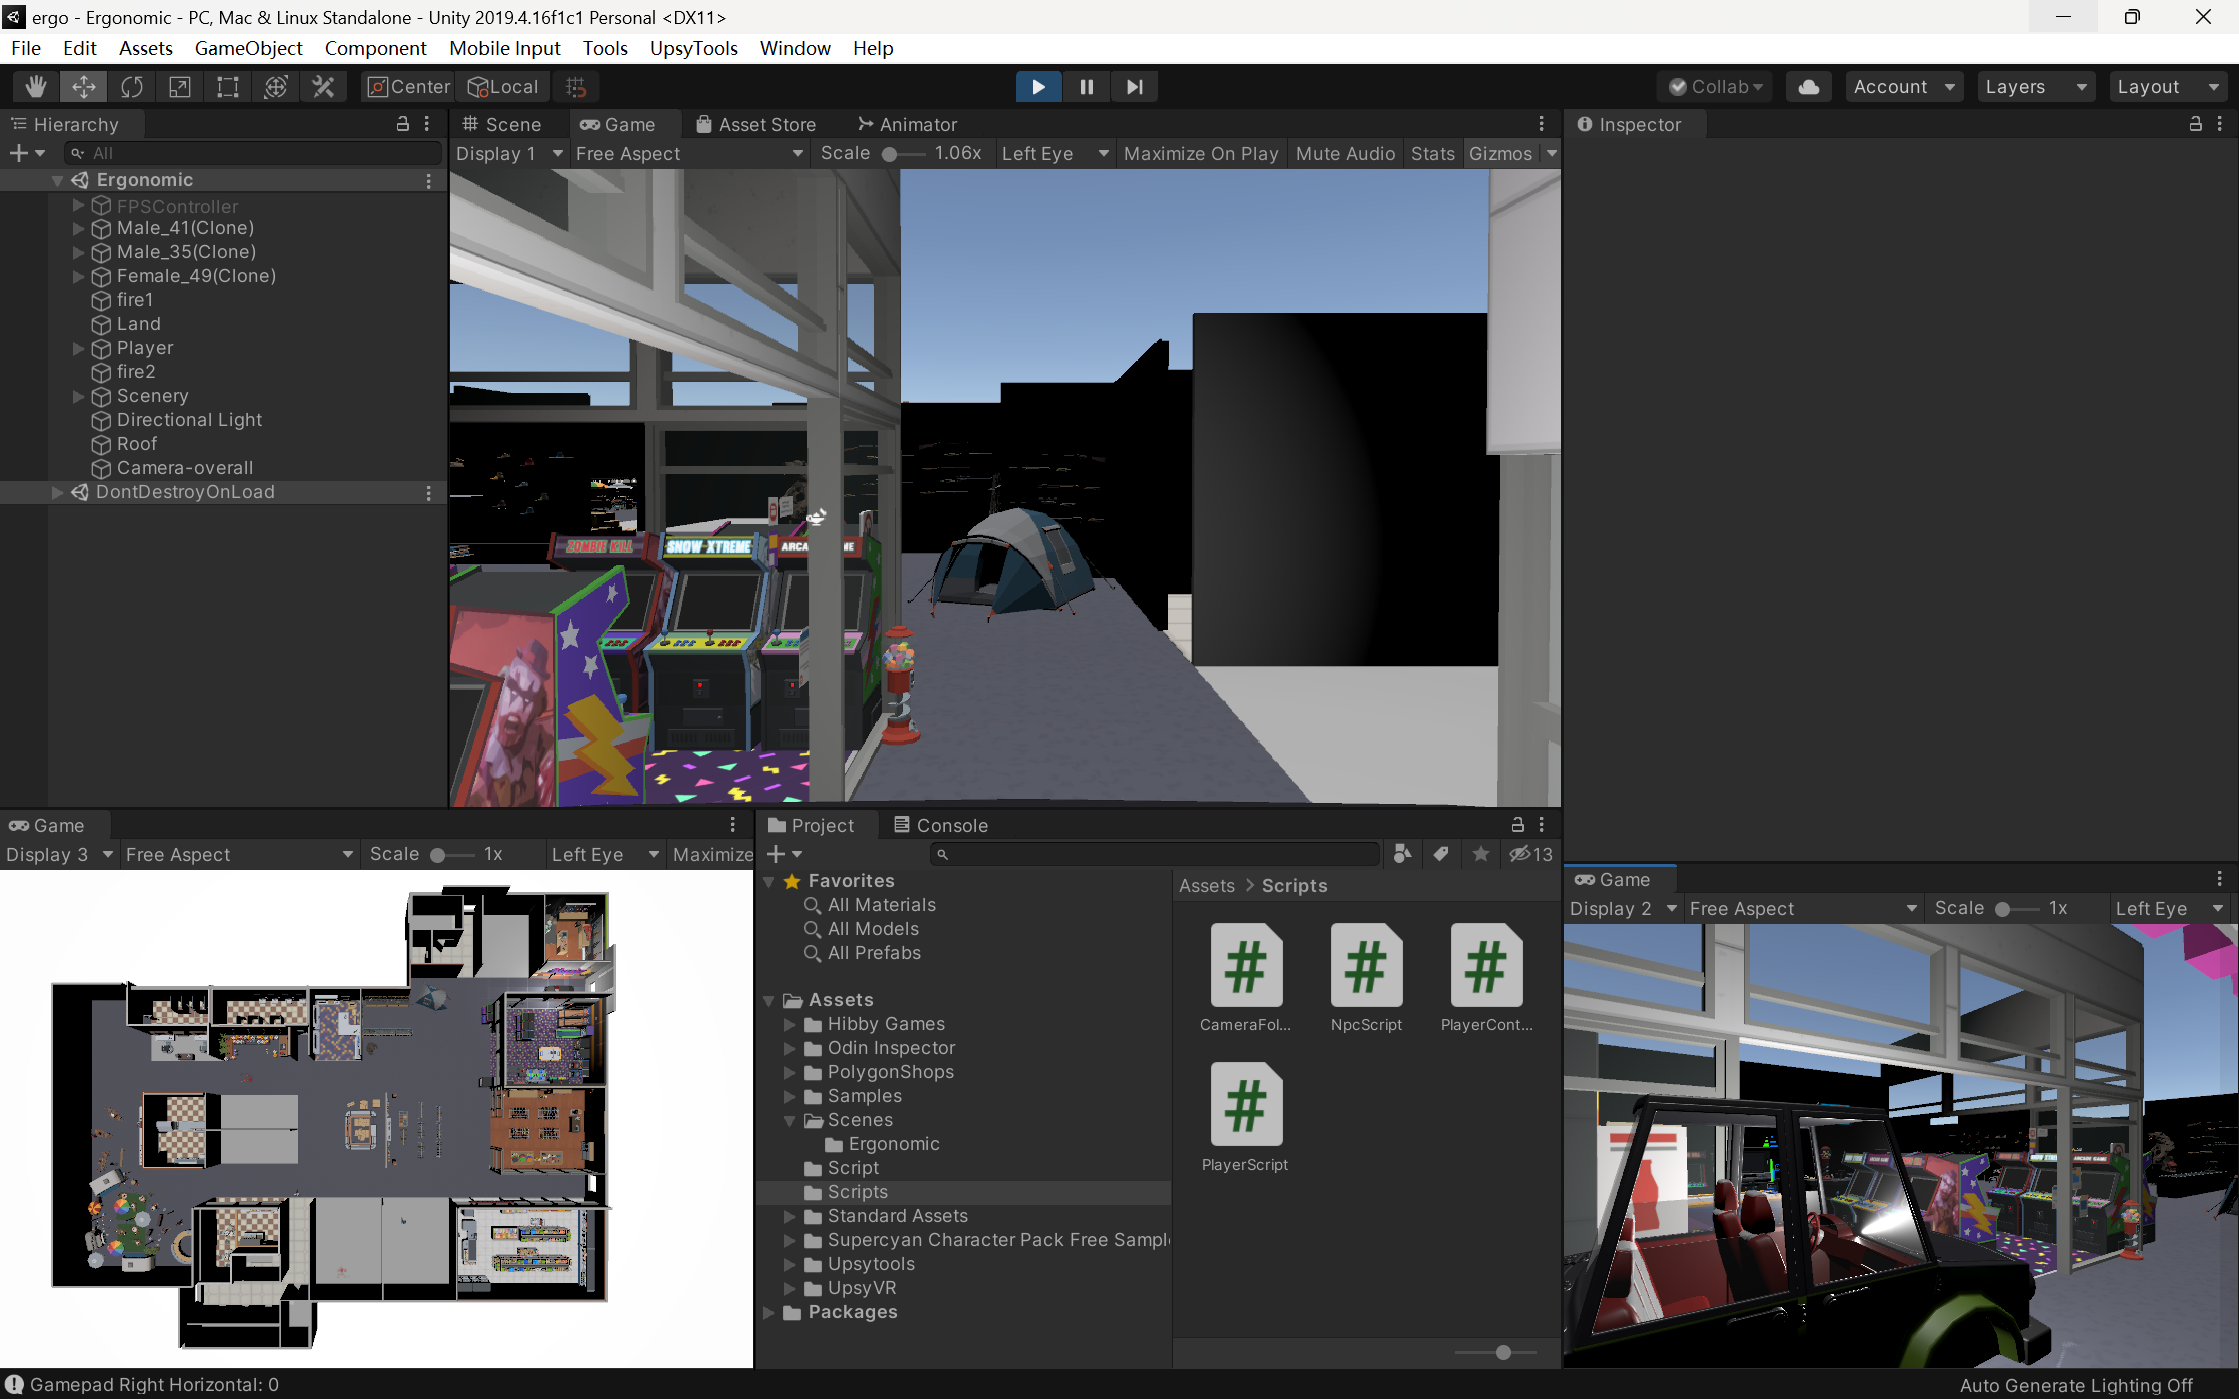 ergo - Ergonomic - PC, Mac & Linux Standalone - Unity 2019.4.16f1c1 Personal <DX11>
File Edit Assets GameObject Component Mobile Input Tools UpsyTools Window Help
Center Local Collab Account Layers Layout
Hierarchy
All
Ergonomic
FPSController
Male_41(Clone)
Male_35(Clone)
Female_49(Clone)
fire1
Land
Player
fire2
Scenery
Directional Light
Roof
Camera-overall
DontDestroyOnLoad
Scene Game Asset Store Animator
Display 1 Free Aspect Scale 1.06x Left Eye Maximize On Play Mute Audio Stats Gizmos
ZOMBIE KILL SNOW-XTREME
Inspector
Game
Display 3 Free Aspect Scale 1x Left Eye Maximize
Project Console
13
Favorites
All Materials
All Models
All Prefabs
Assets
Hibby Games
Odin Inspector
PolygonShops
Samples
Scenes
Ergonomic
Script
Scripts
Standard Assets
Supercyan Character Pack Free Sampl
Upsytools
UpsyVR
Packages
Assets > Scripts
CameraFol... NpcScript PlayerCont...
PlayerScript
Game
Display 2 Free Aspect Scale 1x Left Eye
Gamepad Right Horizontal: 0
Auto Generate Lighting Off